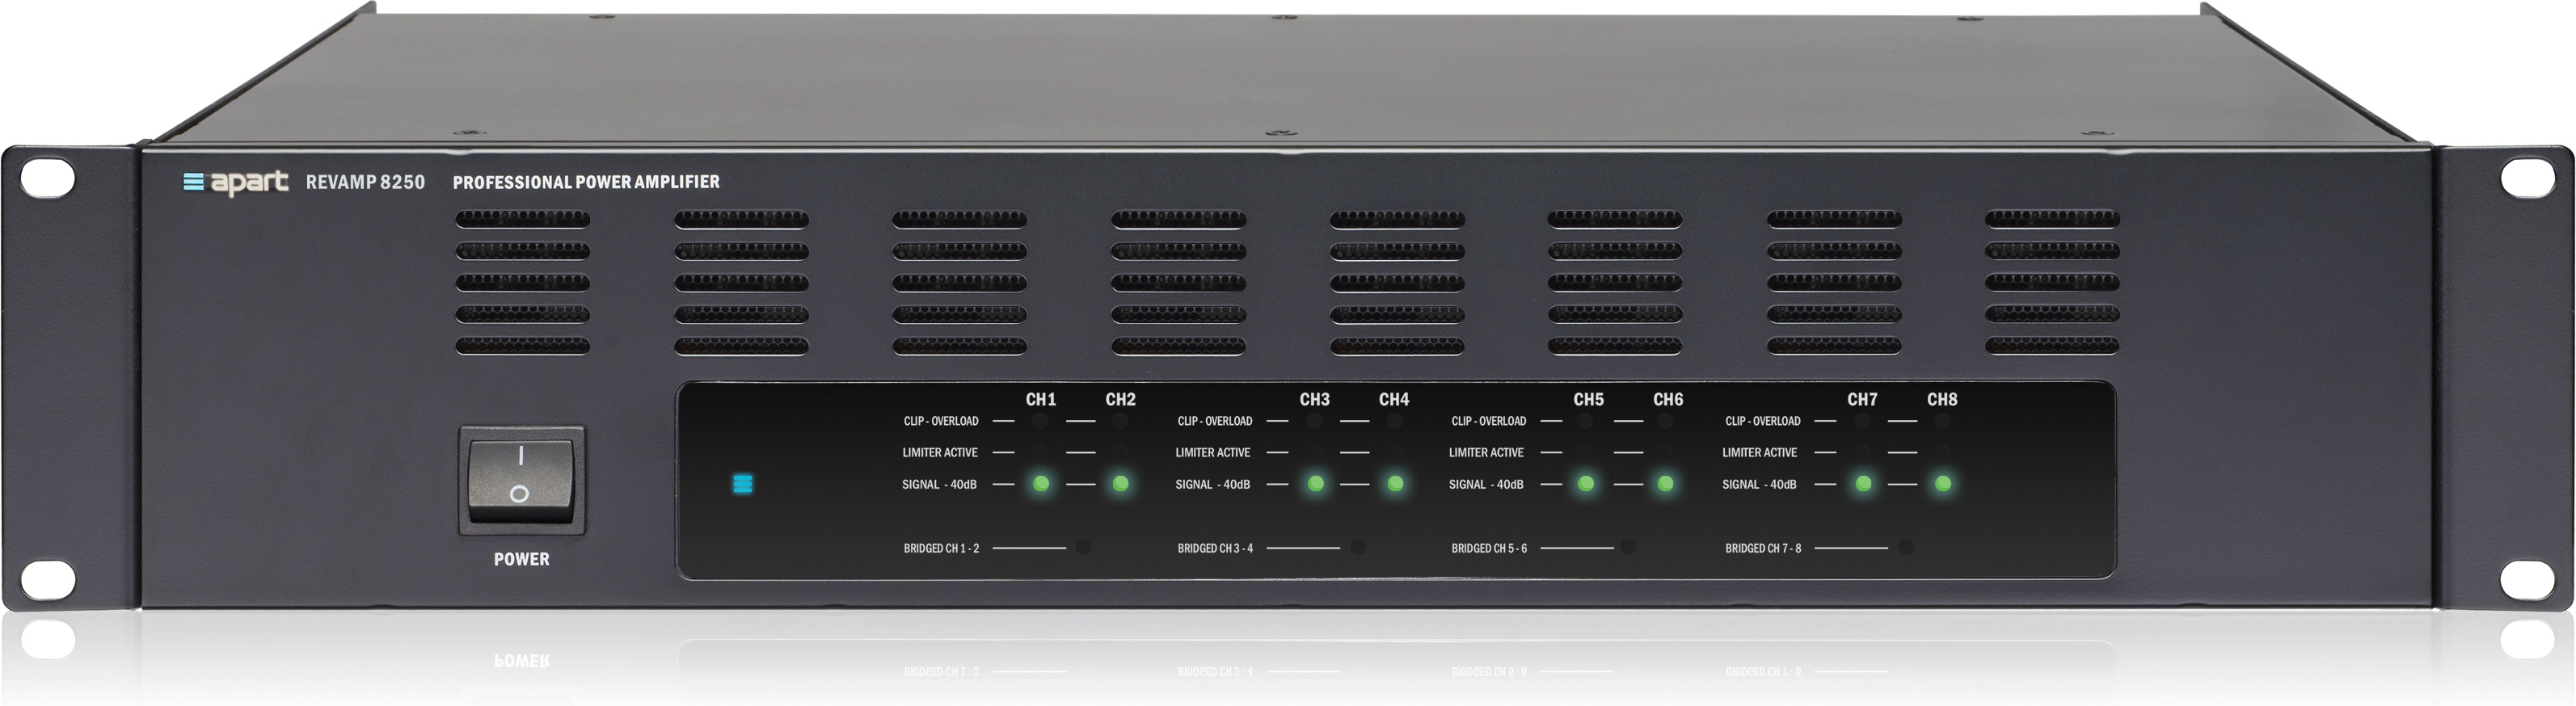 apart REVAMP 8250 PROFESSIONAL POWER AMPLIFIER
CH1 CH2 CH3 CH4 CH5 CH6 CH7 CH8
CLIP - OVERLOAD CLIP - OVERLOAD CLIP - OVERLOAD CLIP - OVERLOAD
LIMITER ACTIVE LIMITER ACTIVE LIMITER ACTIVE LIMITER ACTIVE
SIGNAL - 40dB SIGNAL - 40dB SIGNAL - 40dB SIGNAL - 40dB
BRIDGED CH 1 - 2 BRIDGED CH 3 - 4 BRIDGED CH 5 - 6 BRIDGED CH 7 - 8
I
O
POWER